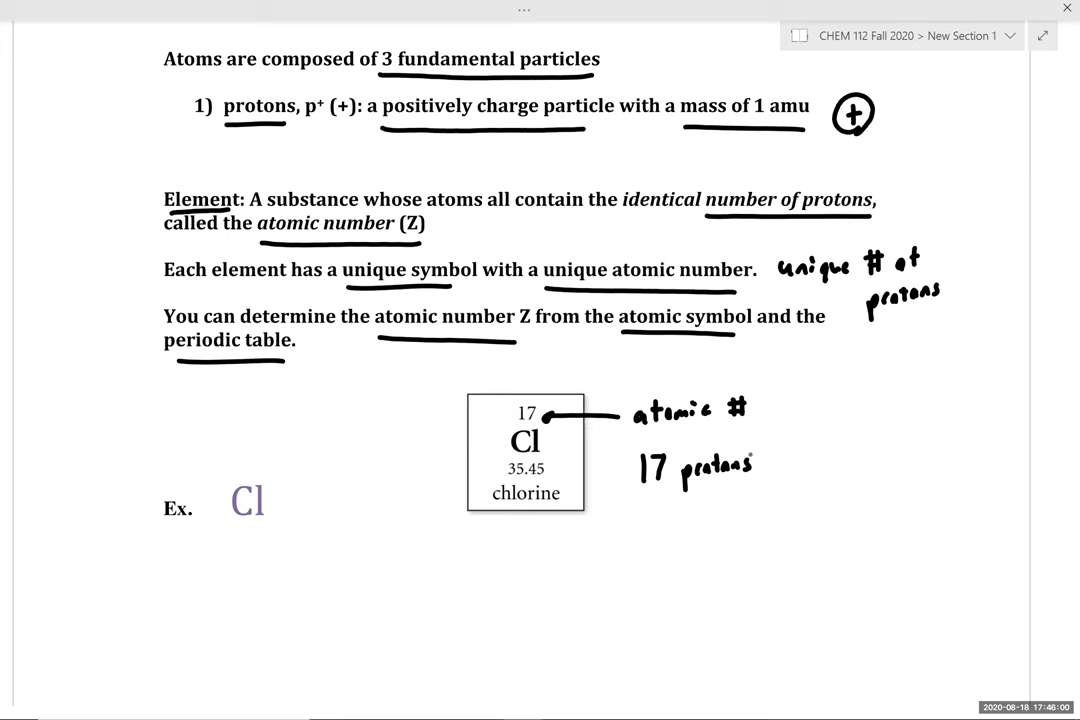 CHEM 112 Fall 2020 > New Section 1
Atoms are composed of 3 fundamental particles
1) protons, p⁺ (+): a positively charge particle with a mass of 1 amu
+
Element: A substance whose atoms all contain the identical number of protons,
called the atomic number (Z)
Each element has a unique symbol with a unique atomic number.
unique # of
protons
You can determine the atomic number Z from the atomic symbol and the
periodic table.
17
atomic #
Cl
35.45
17 protons
chlorine
Ex. Cl
2020-08-18 17:46:00